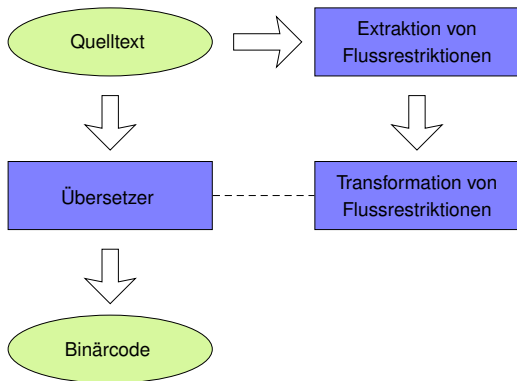 Quelltext
Extraktion von
Flussrestriktionen
Übersetzer
Transformation von
Flussrestriktionen
Binärcode